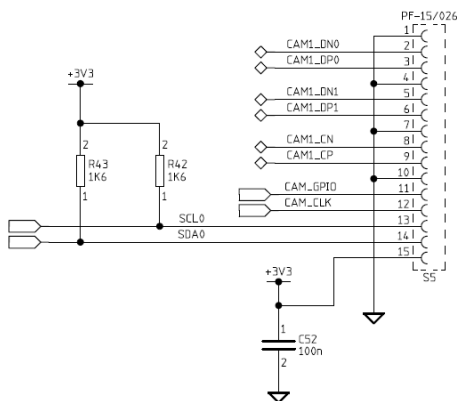 PF-15/026
1
CAM1_DN0 2
CAM1_DP0 3
4
CAM1_DN1 5
CAM1_DP1 6
7
CAM1_CN 8
CAM1_CP 9
10
CAM_GPIO 11
CAM_CLK 12
SCL0 13
SDA0 14
15
S5
+3V3
2
R43
1K6
1
2
R42
1K6
1
+3V3
1
C52
100n
2